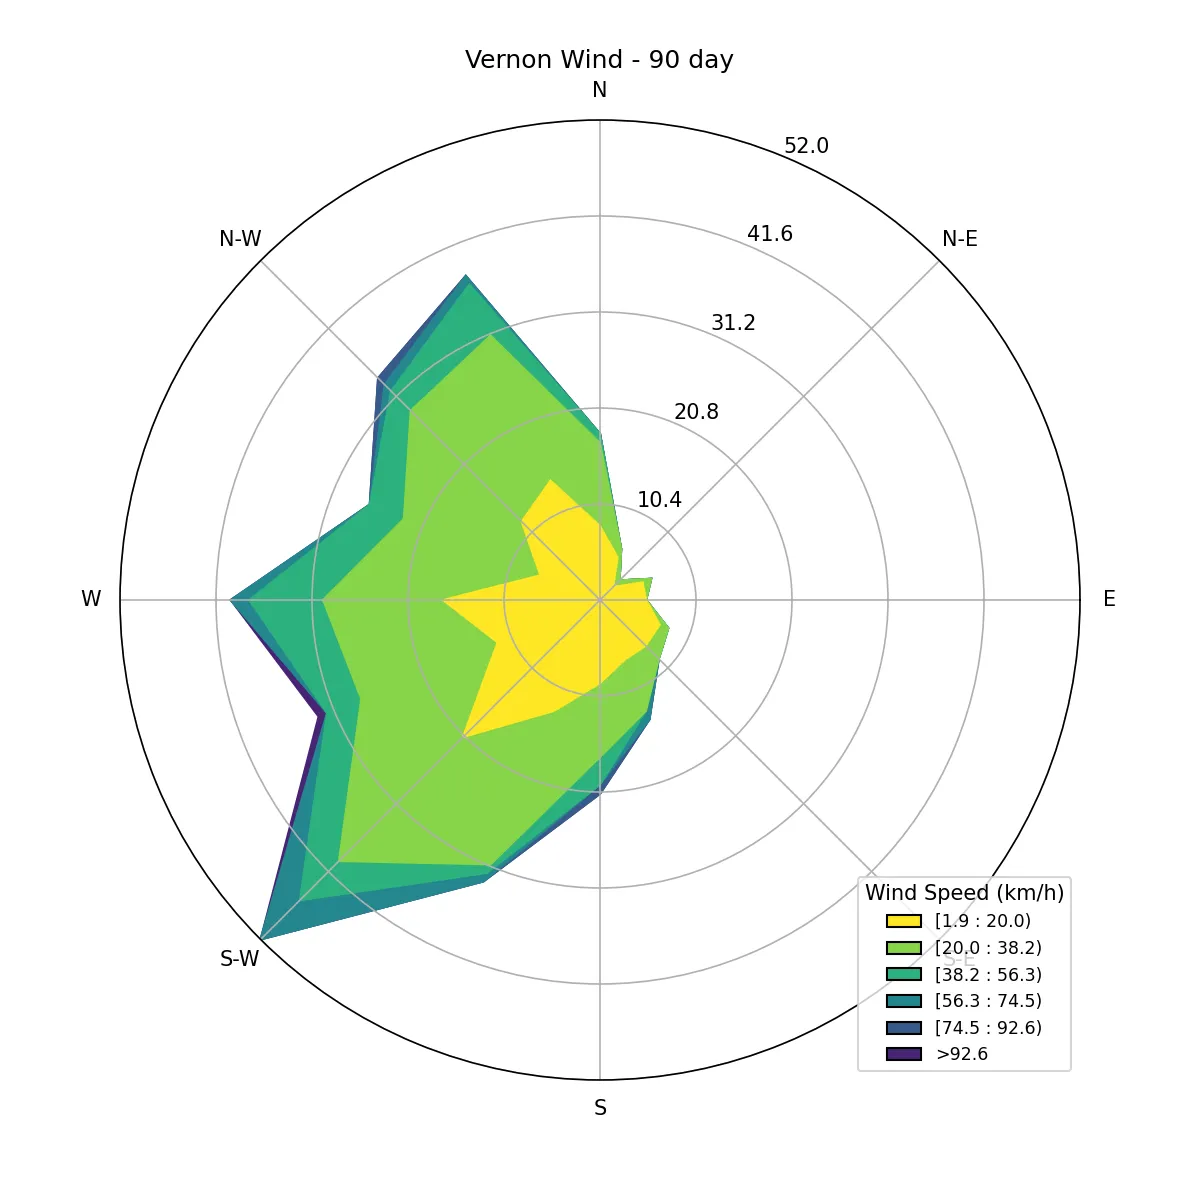 Vernon Wind - 90 day
N
52.0
N-W
41.6
N-E
31.2
20.8
10.4
W
E
S-W
S-E
S
Wind Speed (km/h)
[1.9 : 20.0)
[20.0 : 38.2)
[38.2 : 56.3)
[56.3 : 74.5)
[74.5 : 92.6)
>92.6